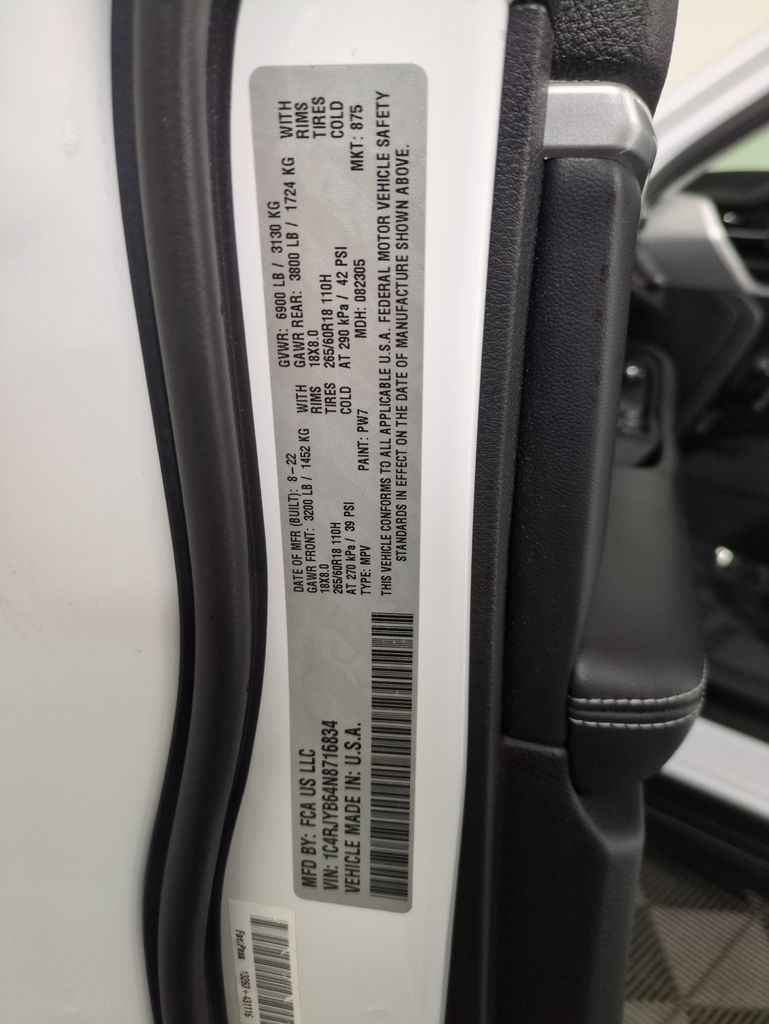 MFD BY: FCA US LLC
VIN: 1C4RJYB64N8716834
VEHICLE MADE IN: U.S.A.
DATE OF MFR (BUILT): 8-22 GVWR: 6900 LB / 3130 KG
GAWR FRONT: 3200 LB / 1452 KG WITH GAWR REAR: 3800 LB / 1724 KG WITH
18X8.0 RIMS 18X8.0 RIMS
265/60R18 110H TIRES 265/60R18 110H TIRES
AT 270 kPa / 39 PSI COLD AT 290 kPa / 42 PSI COLD
TYPE: MPV PAINT: PW7 MDH: 082305 MKT: 875
THIS VEHICLE CONFORMS TO ALL APPLICABLE U.S.A. FEDERAL MOTOR VEHICLE SAFETY
STANDARDS IN EFFECT ON THE DATE OF MANUFACTURE SHOWN ABOVE.